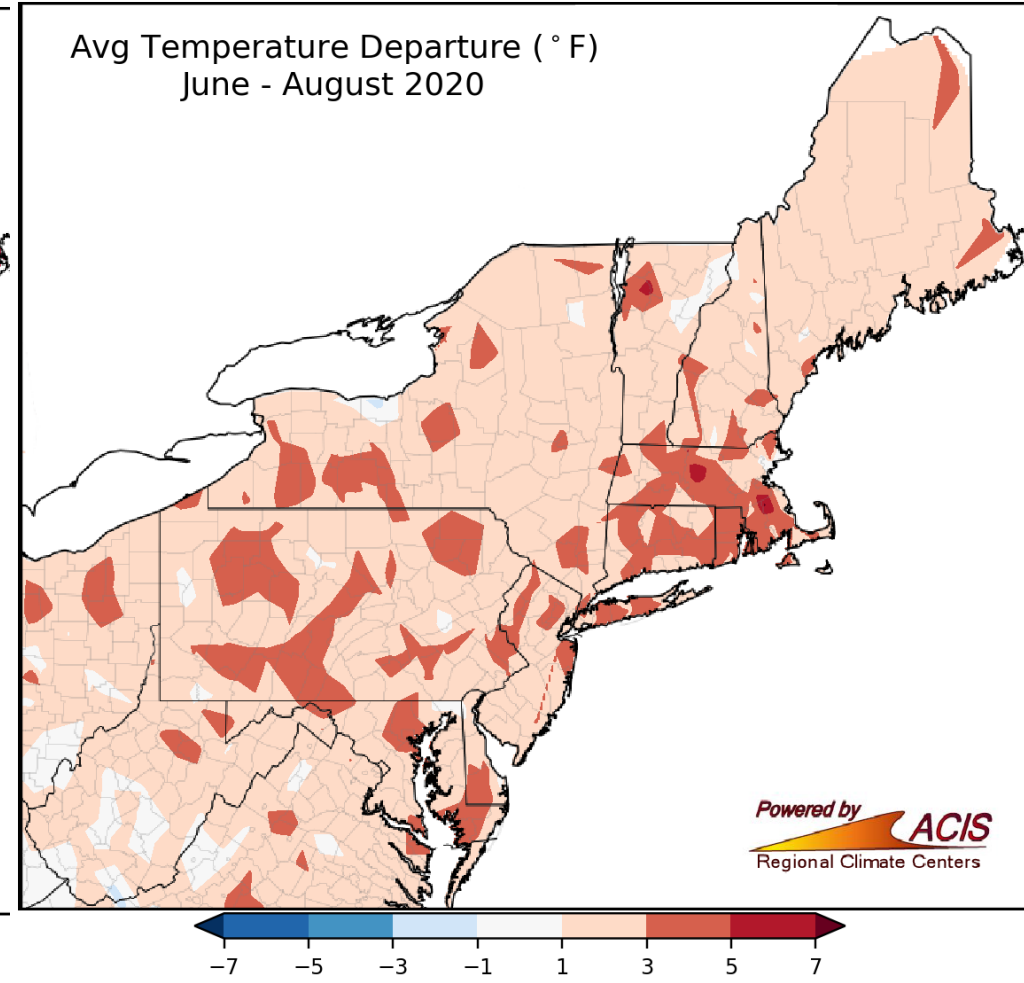 Avg Temperature Departure (°F)
June - August 2020
Powered by
ACIS
Regional Climate Centers
−7 −5 −3 −1 1 3 5 7